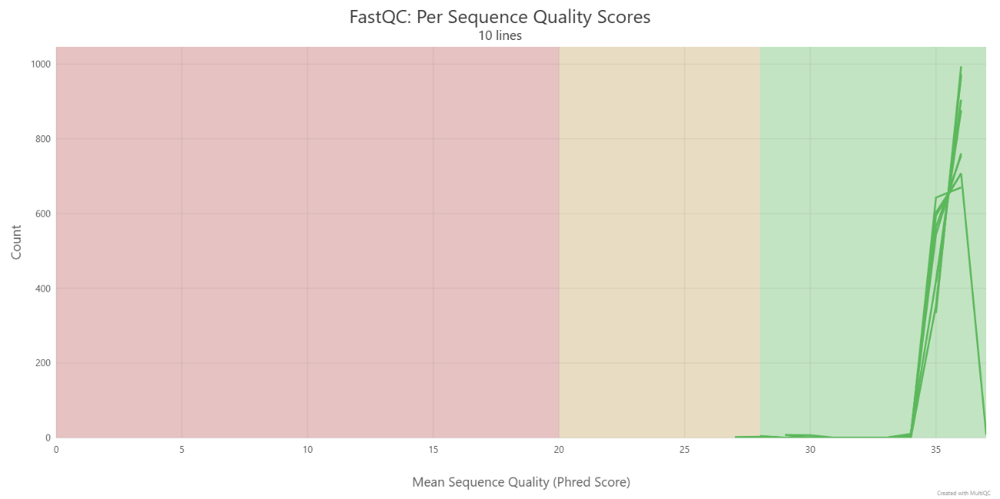 FastQC: Per Sequence Quality Scores
10 lines
1000
800
600
400
200
0
Count
0 5 10 15 20 25 30 35
Mean Sequence Quality (Phred Score)
Created with MultiQC